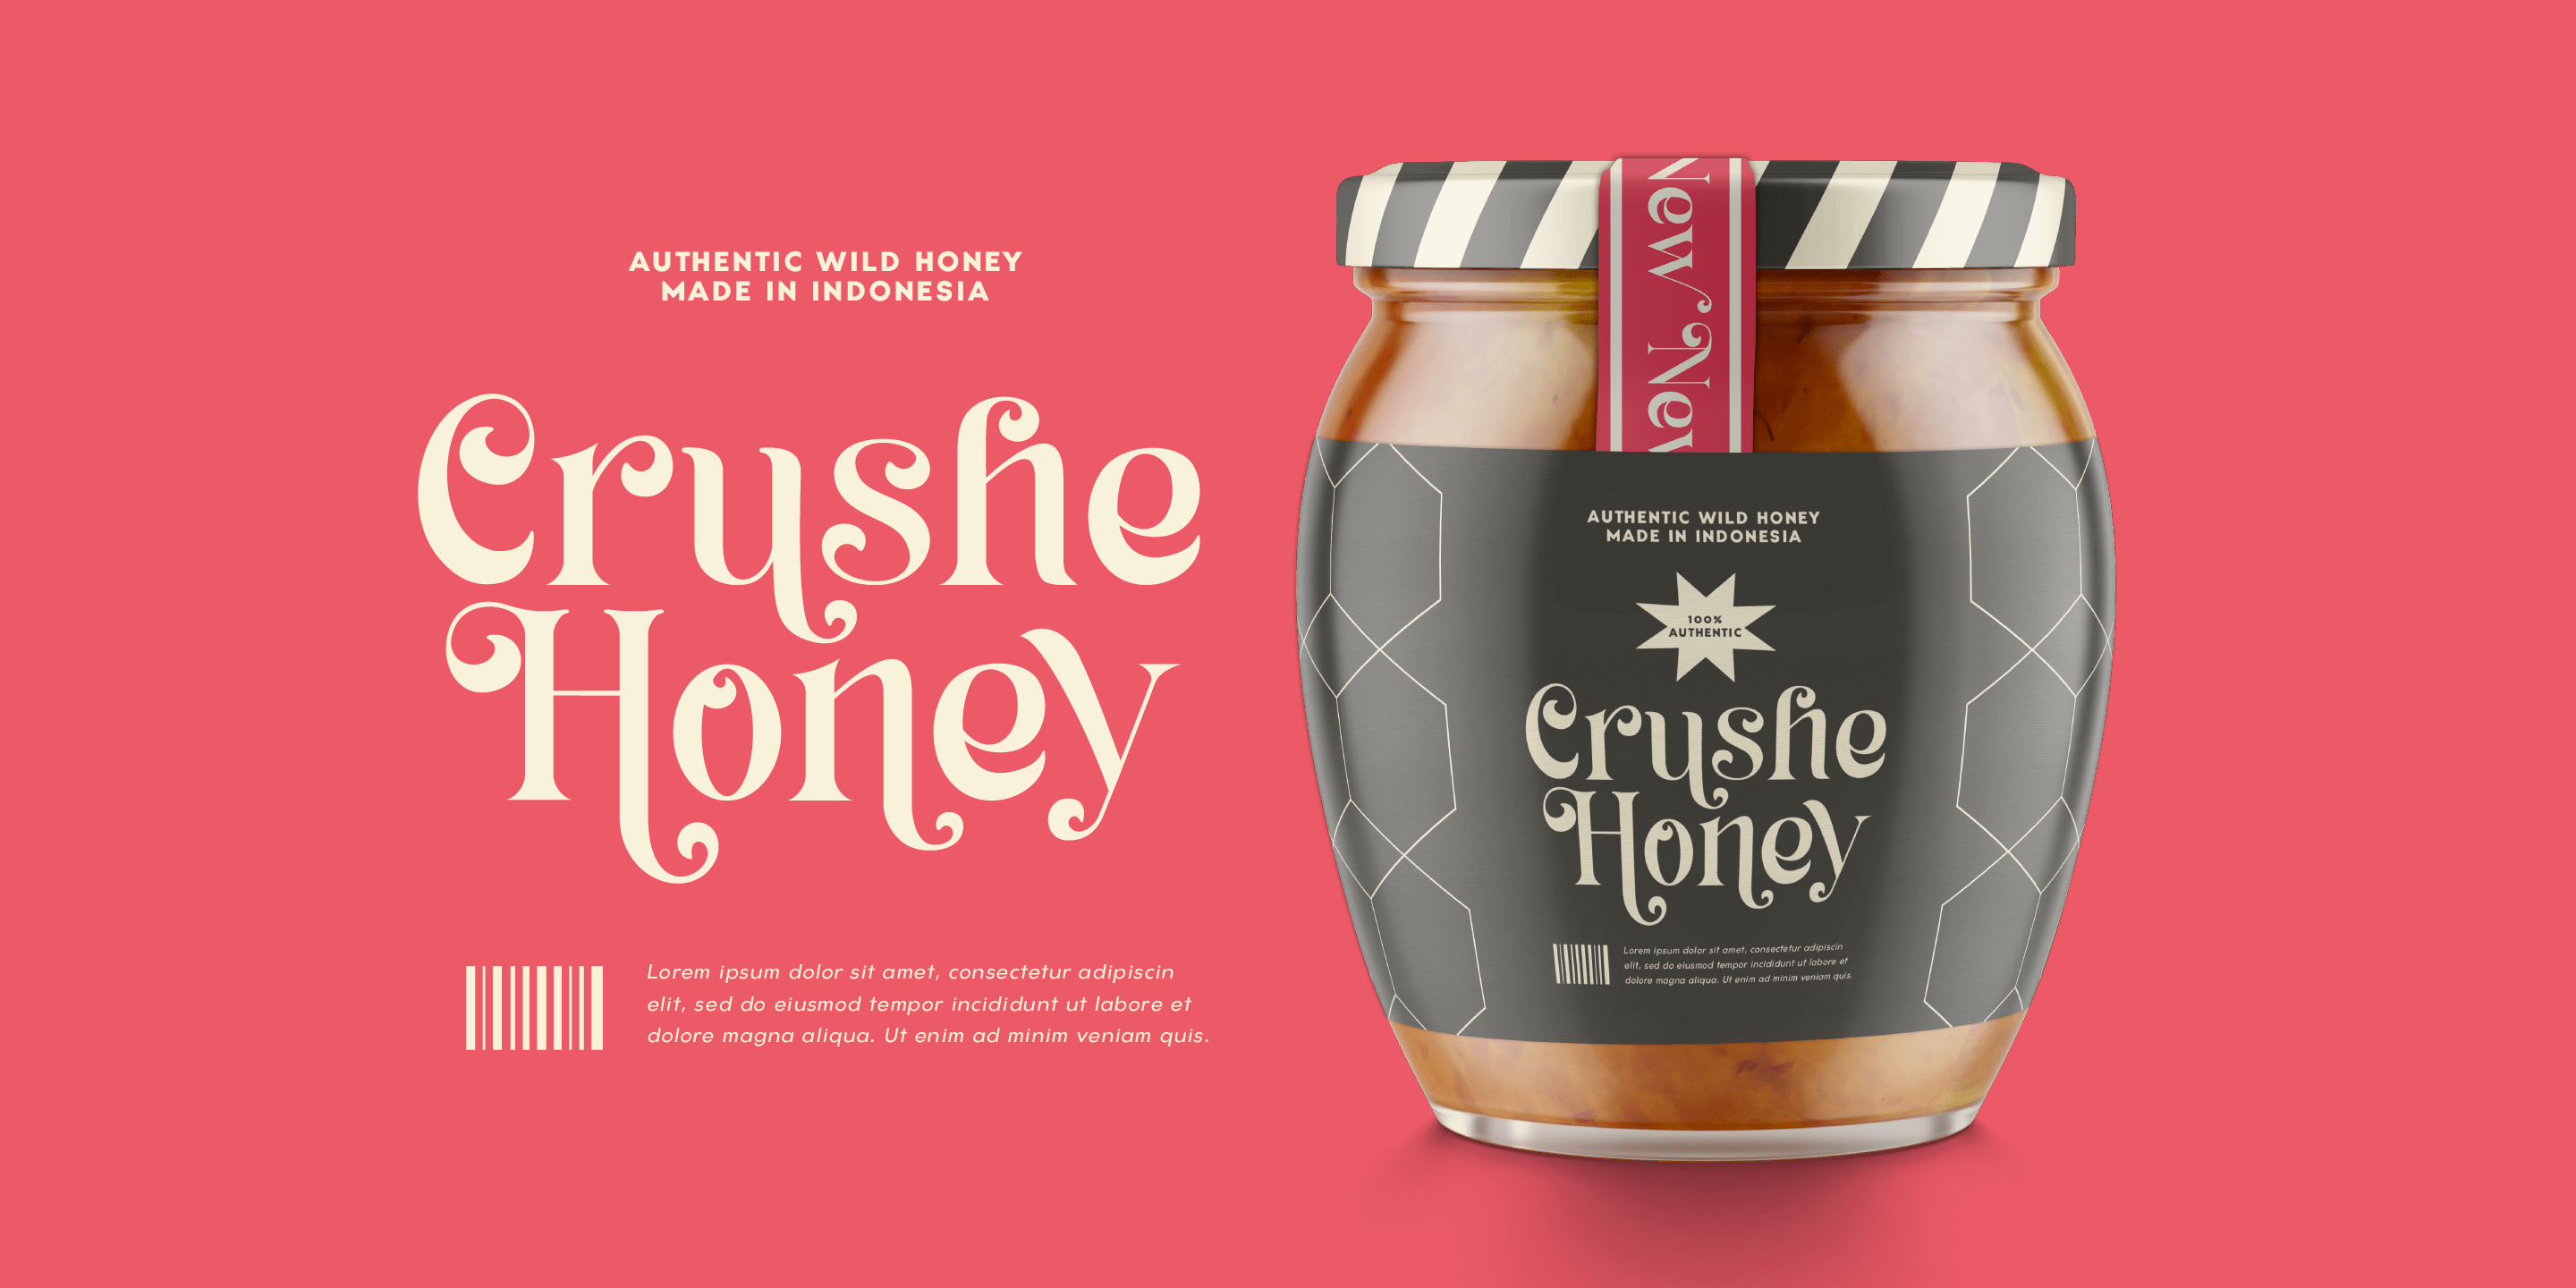 AUTHENTIC WILD HONEY
MADE IN INDONESIA
Crushe
Honey
Lorem ipsum dolor sit amet, consectetur adipiscin
elit, sed do eiusmod tempor incididunt ut labore et
dolore magna aliqua. Ut enim ad minim veniam quis.
New New
AUTHENTIC WILD HONEY
MADE IN INDONESIA
100%
AUTHENTIC
Crushe
Honey
Lorem ipsum dolor sit amet, consectetur adipiscin
elit, sed do eiusmod tempor incididunt ut labore et
dolore magna aliqua. Ut enim ad minim veniam quis.